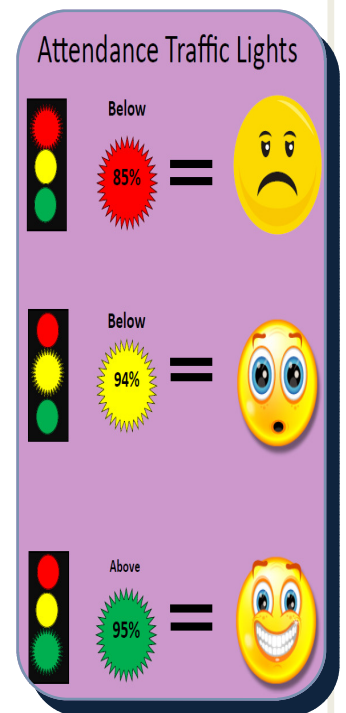 Attendance Traffic Lights
Below
85%
Below
94%
Above
95%